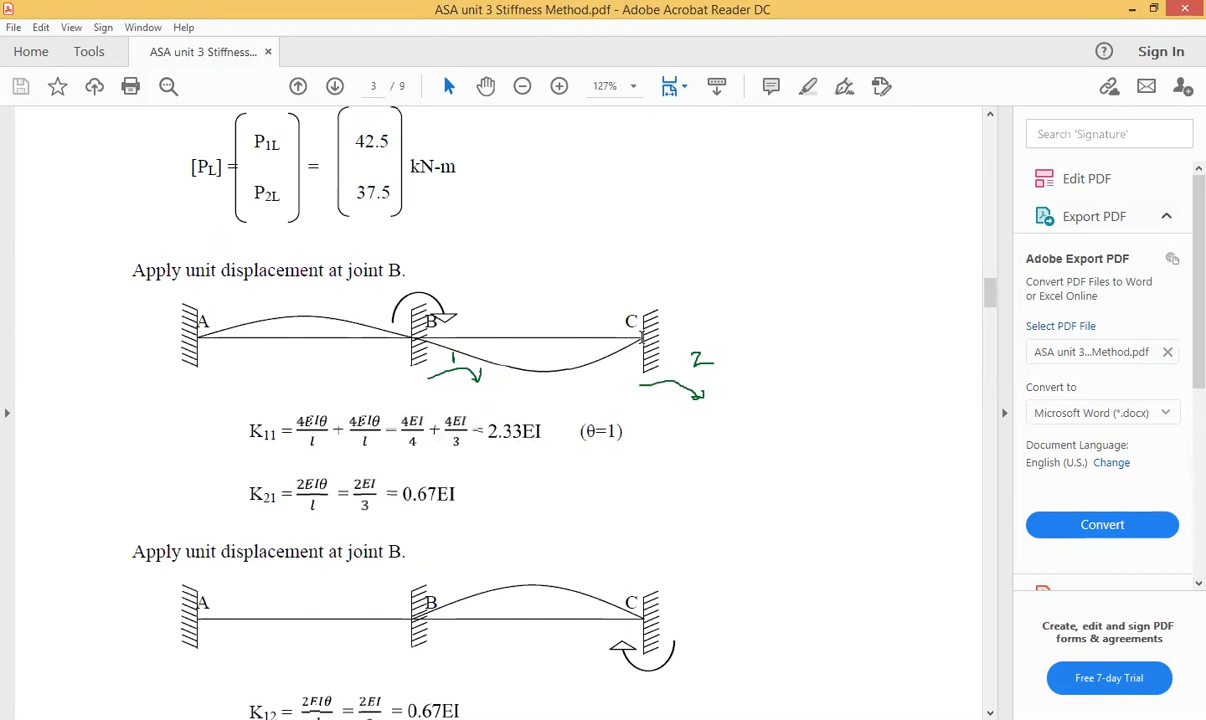 ASA unit 3 Stiffness Method.pdf - Adobe Acrobat Reader DC
File Edit View Sign Window Help
Home Tools ASA unit 3 Stiffness... × Sign In
3 / 9 127%
Search 'Signature'
[PL] = P1L P2L = 42.5 37.5 kN-m
Edit PDF
Export PDF
Adobe Export PDF
Convert PDF Files to Word
or Excel Online
Select PDF File
ASA unit 3...Method.pdf ×
Convert to
Microsoft Word (*.docx)
Document Language:
English (U.S.) Change
Convert
Create, edit and sign PDF
forms & agreements
Free 7-day Trial
Apply unit displacement at joint B.
A B C
1 2
K11 = 4EIθ/l + 4EIθ/l = 4EI/4 + 4EI/3 = 2.33EI (θ=1)
K21 = 2EIθ/l = 2EI/3 = 0.67EI
Apply unit displacement at joint B.
A B C
K12 = 2EIθ = 2EI = 0.67EI